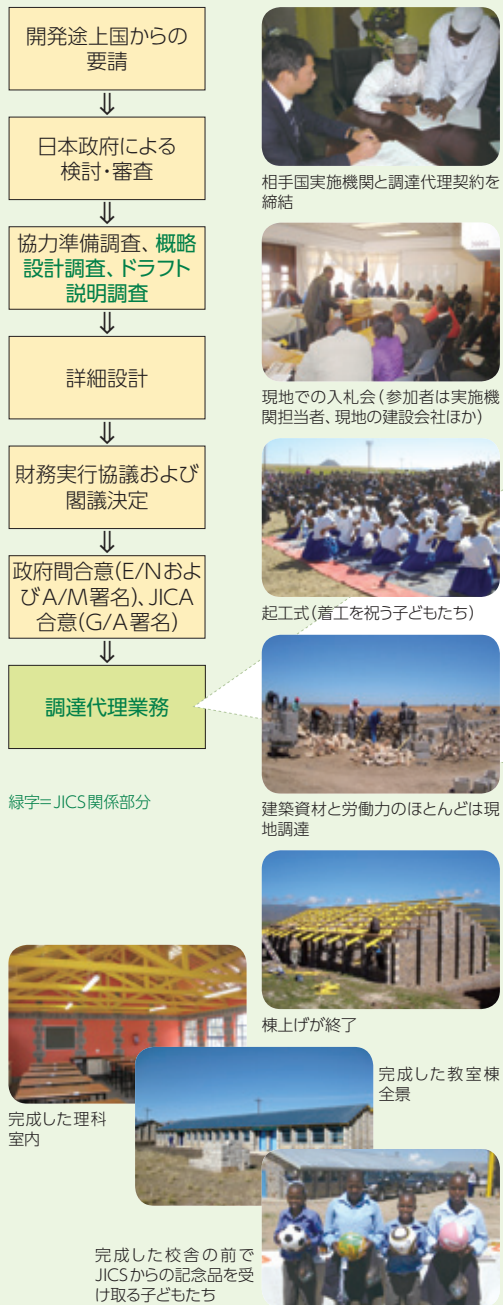 開発途上国からの
要請
⇓
日本政府による
検討・審査
⇓
協力準備調査、概略
設計調査、ドラフト
説明調査
⇓
詳細設計
⇓
財務実行協議および
閣議決定
⇓
政府間合意(E/Nおよ
びA/M署名)、JICA
合意(G/A署名)
⇓
調達代理業務
緑字=JICS関係部分
相手国実施機関と調達代理契約を
締結
現地での入札会(参加者は実施機
関担当者、現地の建設会社ほか)
起工式(着工を祝う子どもたち)
建築資材と労働力のほとんどは現
地調達
棟上げが終了
完成した理科
室内
完成した教室棟
全景
完成した校舎の前で
JICSからの記念品を受
け取る子どもたち